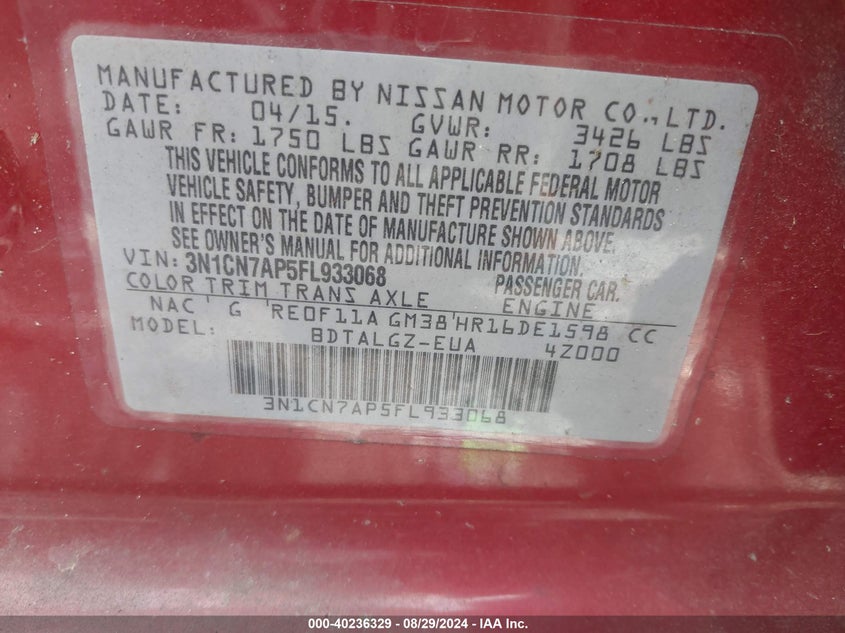 MANUFACTURED BY NISSAN MOTOR CO., LTD.
DATE: 04/15. GVWR: 3426 LBS
GAWR FR: 1750 LBS GAWR RR: 1708 LBS
THIS VEHICLE CONFORMS TO ALL APPLICABLE FEDERAL MOTOR
VEHICLE SAFETY, BUMPER AND THEFT PREVENTION STANDARDS
IN EFFECT ON THE DATE OF MANUFACTURE SHOWN ABOVE.
SEE OWNER'S MANUAL FOR ADDITIONAL INFORMATION.
VIN: 3N1CN7AP5FL933068 PASSENGER CAR.
COLOR TRIM TRANS AXLE ENGINE
NAC ' G 'RE0F11A GM38'HR16DE1598 CC
MODEL: BDTALGZ-EUA 4Z000
3N1CN7AP5FL933068
000-40236329 - 08/29/2024 - IAA Inc.